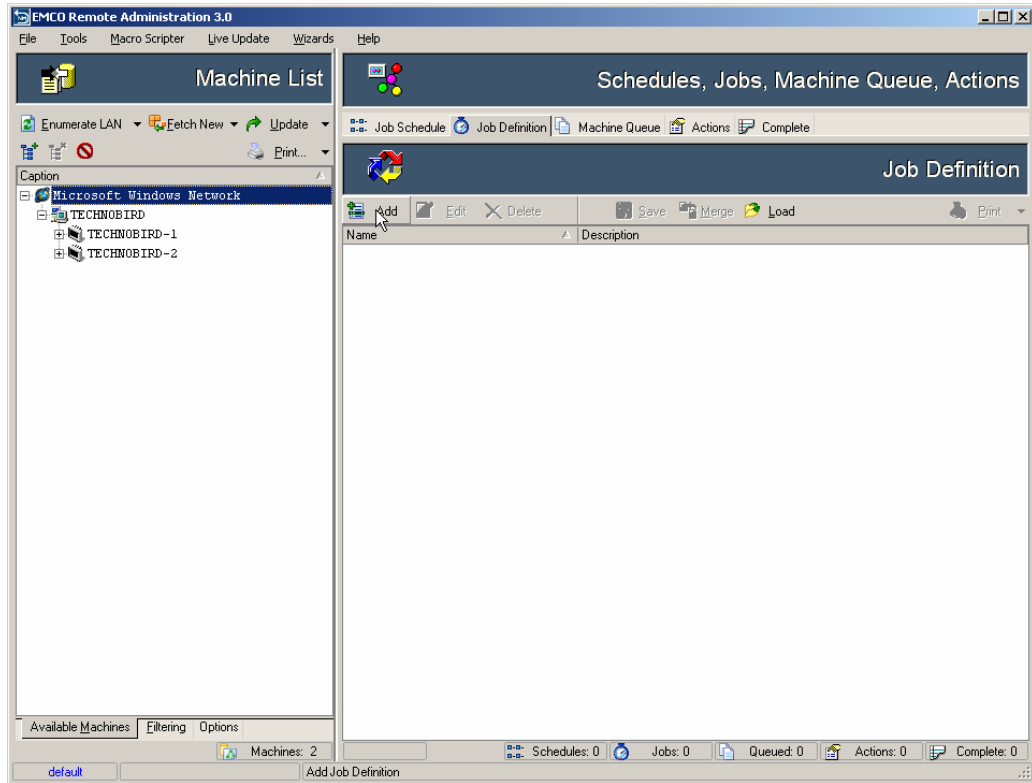 EMCO Remote Administration 3.0
File Tools Macro Scripter Live Update Wizards Help
Machine List
Schedules, Jobs, Machine Queue, Actions
Enumerate LAN Fetch New Update
Job Schedule Job Definition Machine Queue Actions Complete
Print...
Job Definition
Caption
Microsoft Windows Network
TECHNOBIRD
TECHNOBIRD-1
TECHNOBIRD-2
Add Edit Delete Save Merge Load Print
Name Description
Available Machines Filtering Options
Machines: 2
Schedules: 0 Jobs: 0 Queued: 0 Actions: 0 Complete: 0
default Add Job Definition